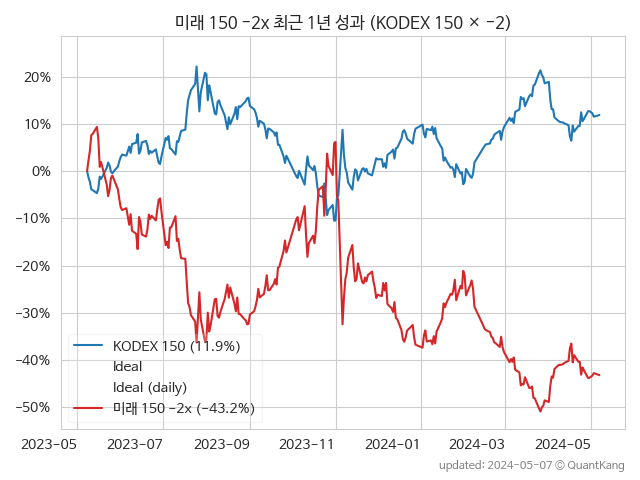 미래 150 −2x 최근 1년 성과 (KODEX 150 × −2)
20%
10%
0%
−10%
−20%
−30%
−40%
−50%
KODEX 150 (11.9%)
Ideal
Ideal (daily)
미래 150 −2x (−43.2%)
2023-05
2023-07
2023-09
2023-11
2024-01
2024-03
2024-05
updated: 2024-05-07 © QuantKang